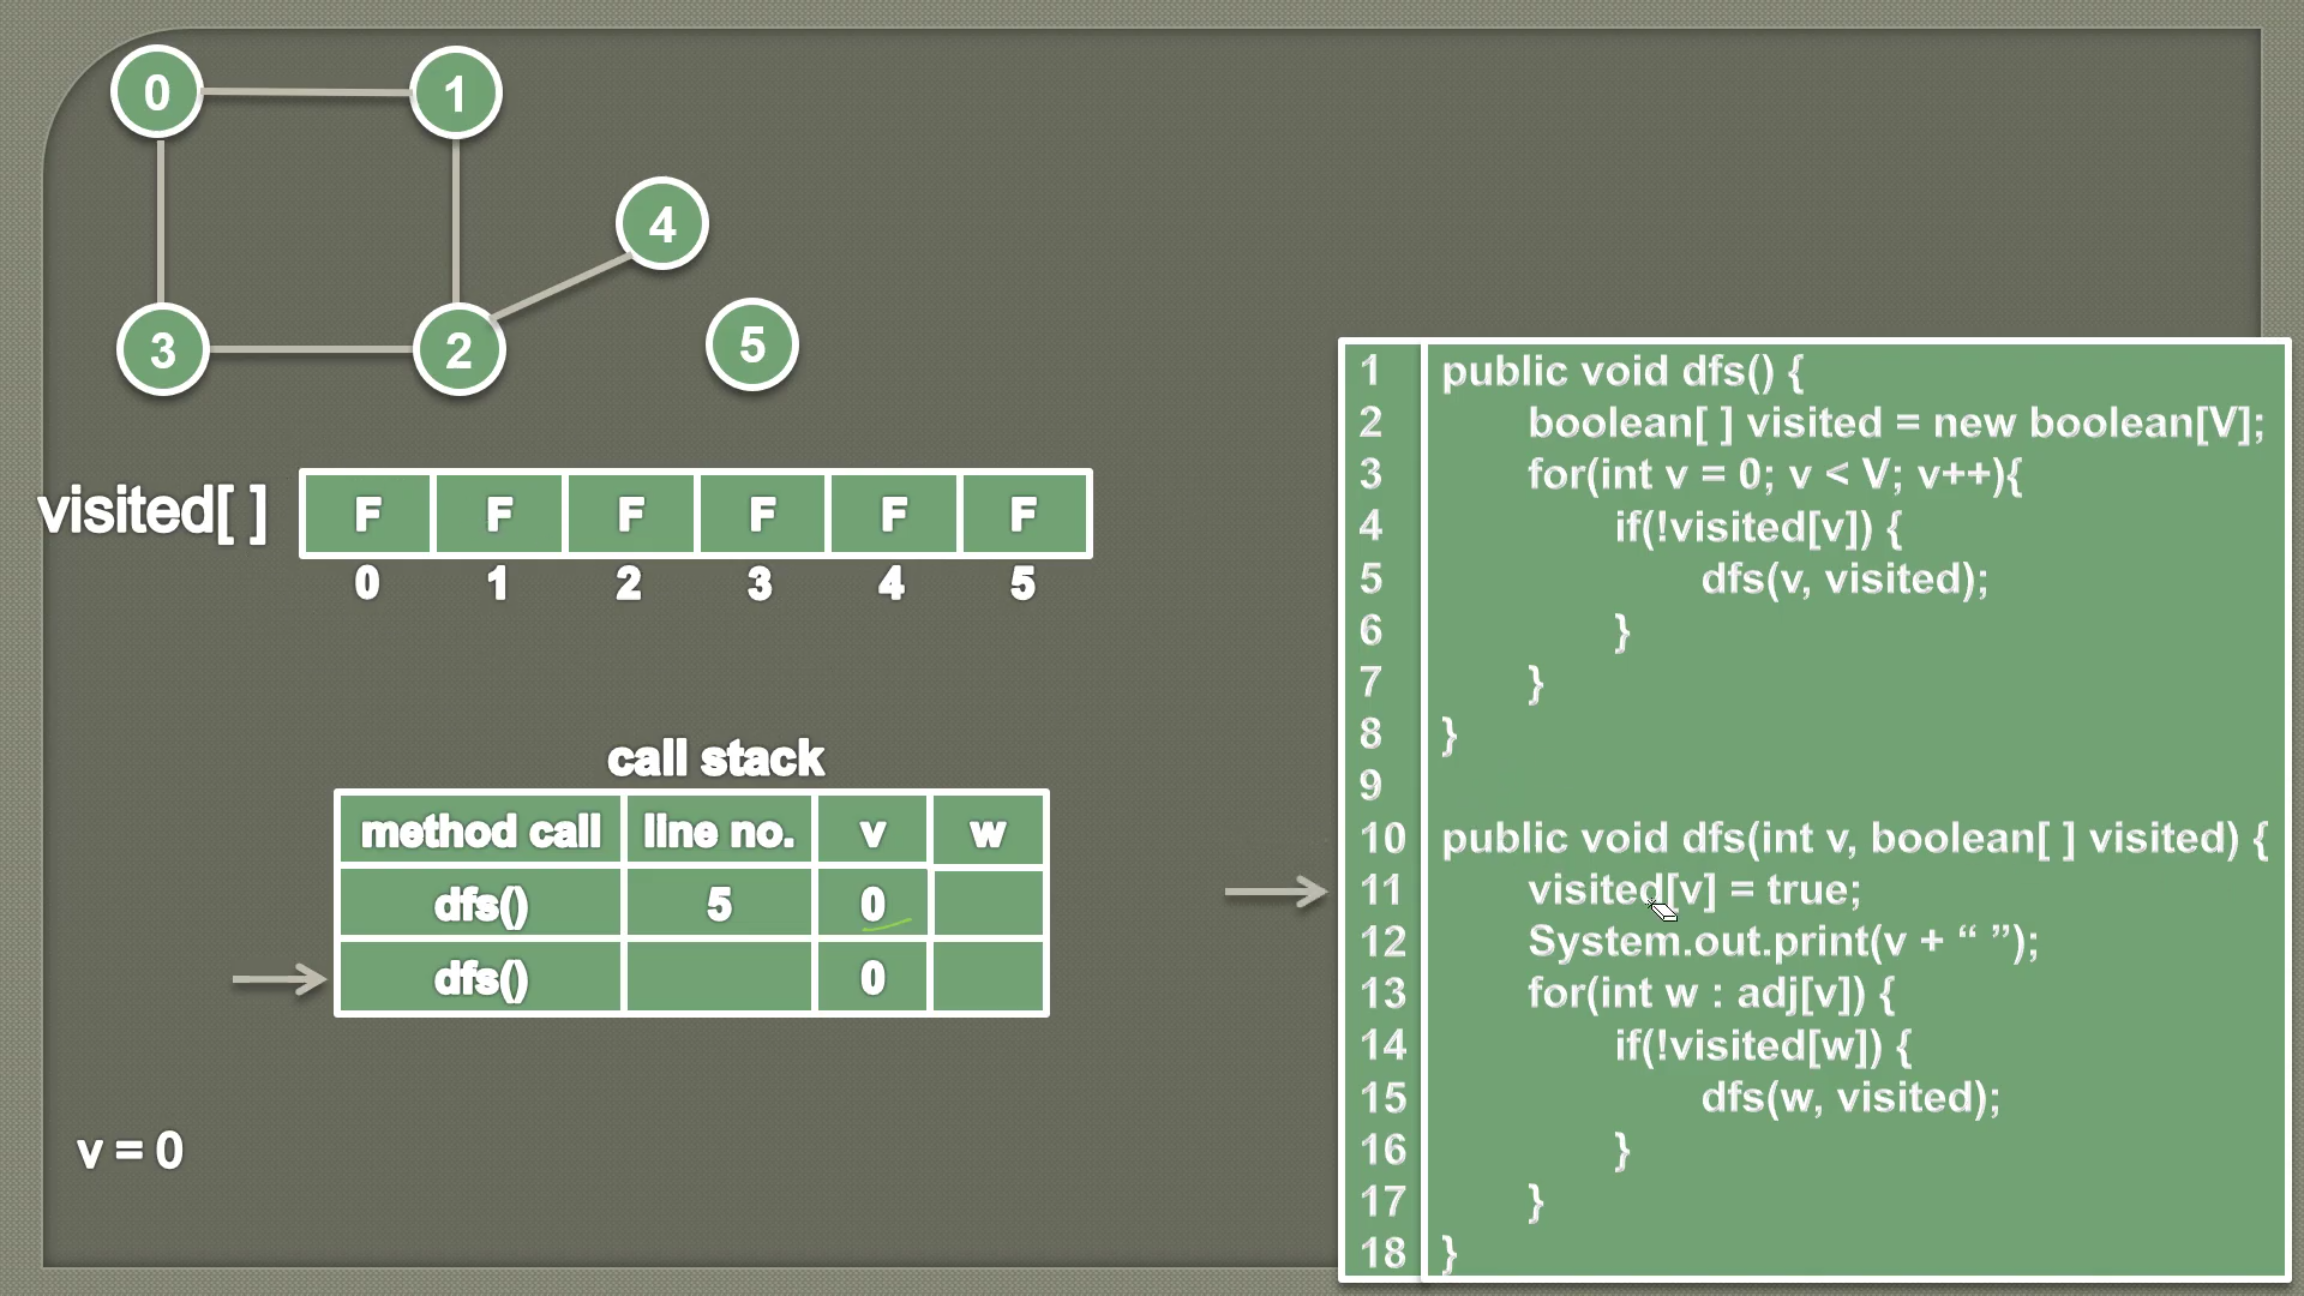 0 1
4
3 2 5
visited[ ] F F F F F F
0 1 2 3 4 5
call stack
method call line no. v w
dfs() 5 0
dfs() 0
v = 0
1 public void dfs() {
2 boolean[ ] visited = new boolean[V];
3 for(int v = 0; v < V; v++){
4 if(!visited[v]) {
5 dfs(v, visited);
6 }
7 }
8 }
9
10 public void dfs(int v, boolean[ ] visited) {
11 visited[v] = true;
12 System.out.print(v + “ ”);
13 for(int w : adj[v]) {
14 if(!visited[w]) {
15 dfs(w, visited);
16 }
17 }
18 }